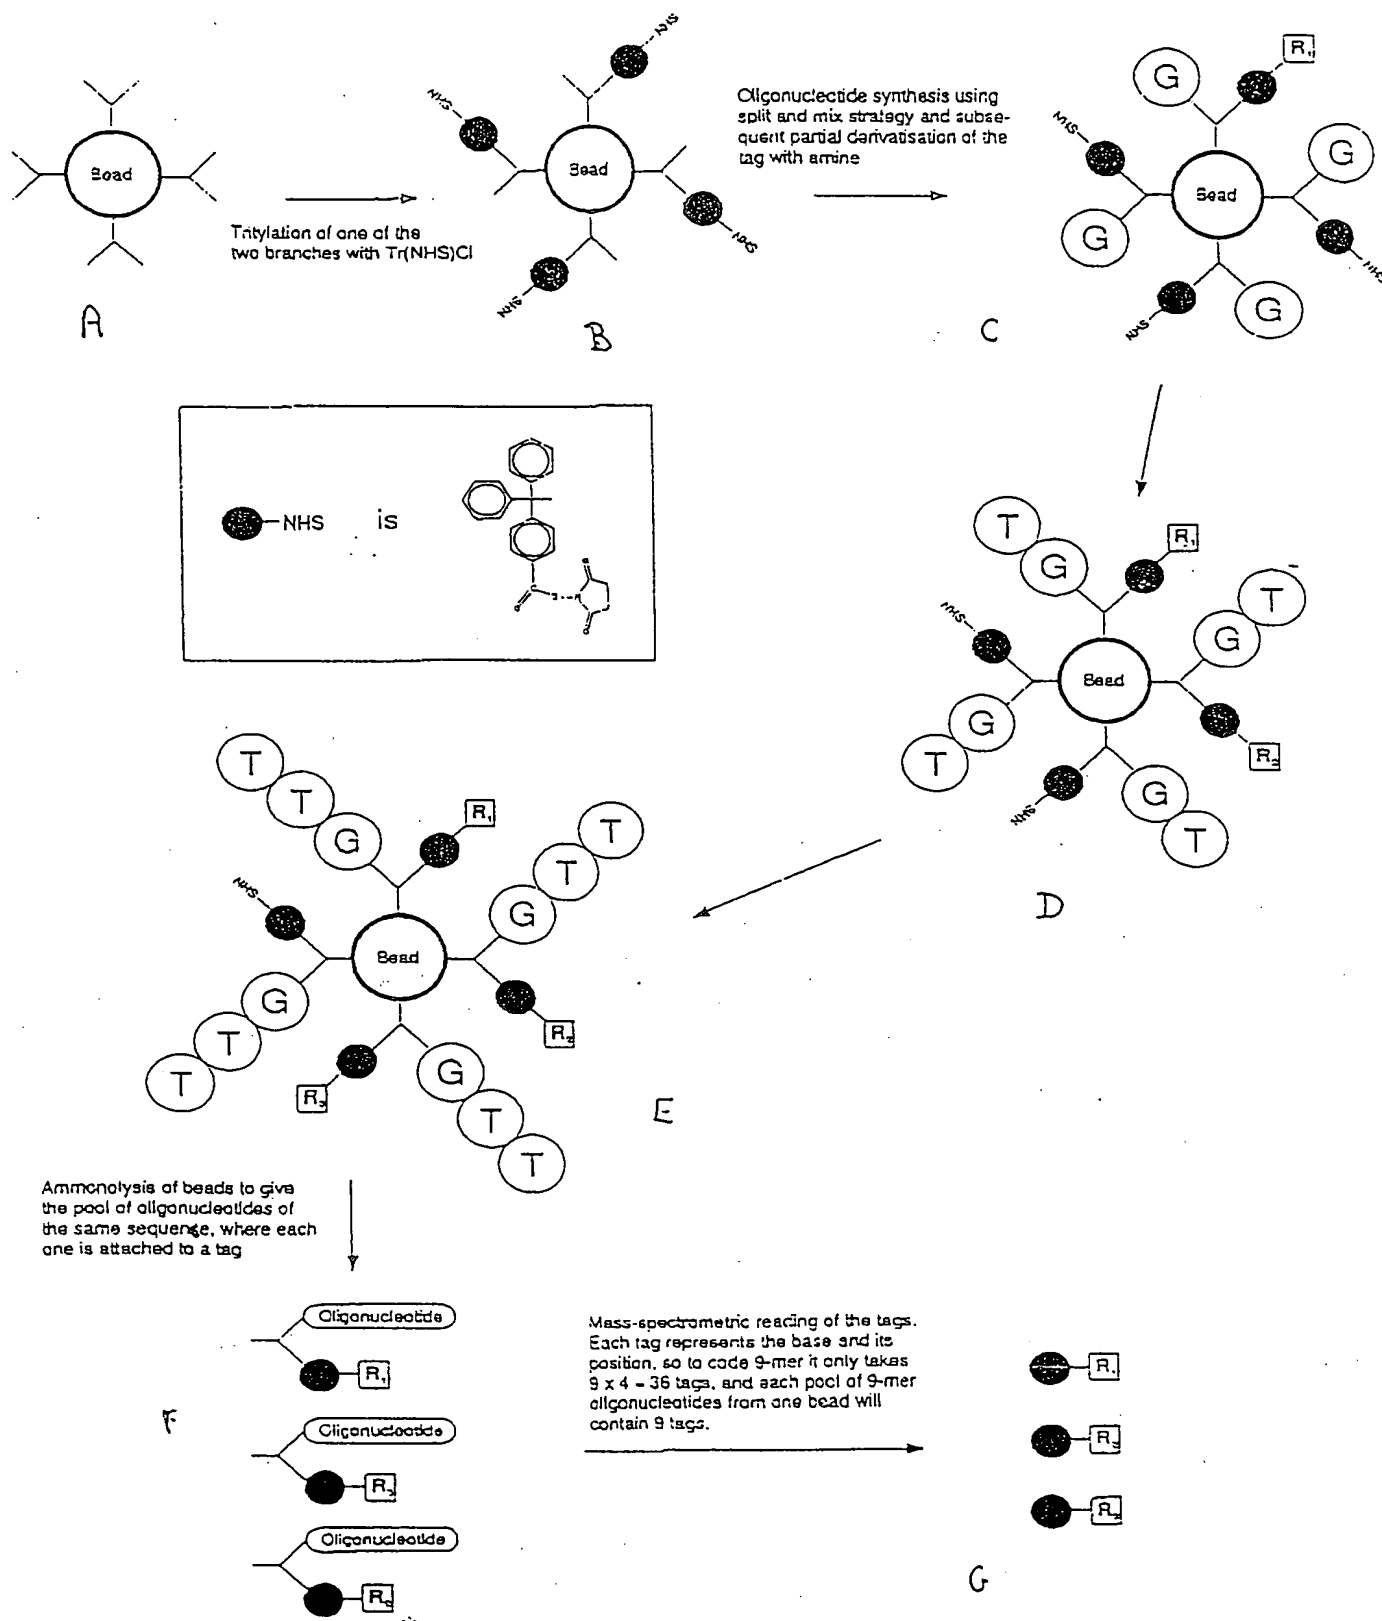 NHS
NHS
NHS
NHS
Bead
Bead
Tritylation of one of the
two branches with Tr(NHS)Cl
A
B
Oligonucleotide synthesis using
split and mix strategy and subse-
quent partial derivatisation of the
tag with amine
G
R₁
NHS
G
Bead
G
NHS
G
NHS
C
NHS
is
T
G
R₁
NHS
T
G
Bead
G
T
R₂
NHS
G
T
D
T
T
G
R₁
T
T
G
NHS
Bead
G
T
T
R₂
R₃
G
T
T
E
Ammonolysis of beads to give
the pool of oligonucleotides of
the same sequence, where each
one is attached to a tag
Oligonucleotide
R₁
F
Oligonucleotide
R₃
Oligonucleotide
R₂
Mass-spectrometric reading of the tags.
Each tag represents the base and its
position, so to code 9-mer it only takes
9 x 4 - 36 tags, and each pool of 9-mer
oligonucleotides from one bead will
contain 9 tags.
R₁
R₃
R₂
G